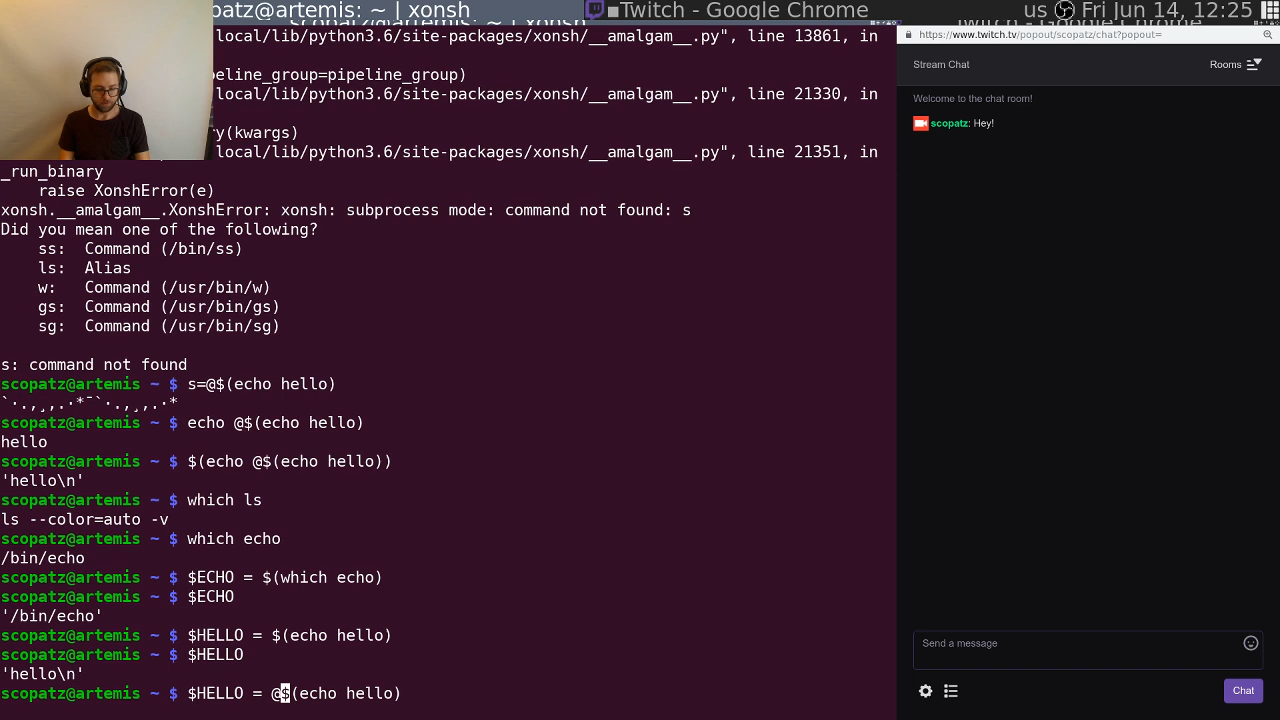 patz@artemis: ~ | xonsh
Twitch - Google Chrome
us
Fri Jun 14, 12:25
local/lib/python3.6/site-packages/xonsh/__amalgam__.py", line 13861, in
peline_group=pipeline_group)
local/lib/python3.6/site-packages/xonsh/__amalgam__.py", line 21330, in
ry(kwargs)
local/lib/python3.6/site-packages/xonsh/__amalgam__.py", line 21351, in
_run_binary
    raise XonshError(e)
xonsh.__amalgam__.XonshError: xonsh: subprocess mode: command not found: s
Did you mean one of the following?
    ss:  Command (/bin/ss)
    ls:  Alias
    w:   Command (/usr/bin/w)
    gs:  Command (/usr/bin/gs)
    sg:  Command (/usr/bin/sg)
s: command not found
scopatz@artemis ~ $ s=@$(echo hello)
`·.,¸,.·*¯`·.,¸,.·*
scopatz@artemis ~ $ echo @$(echo hello)
hello
scopatz@artemis ~ $ $(echo @$(echo hello))
'hello\n'
scopatz@artemis ~ $ which ls
ls --color=auto -v
scopatz@artemis ~ $ which echo
/bin/echo
scopatz@artemis ~ $ $ECHO = $(which echo)
scopatz@artemis ~ $ $ECHO
'/bin/echo'
scopatz@artemis ~ $ $HELLO = $(echo hello)
scopatz@artemis ~ $ $HELLO
'hello\n'
scopatz@artemis ~ $ $HELLO = @$(echo hello)
https://www.twitch.tv/popout/scopatz/chat?popout=
Stream Chat
Rooms
Welcome to the chat room!
scopatz: Hey!
Send a message
Chat